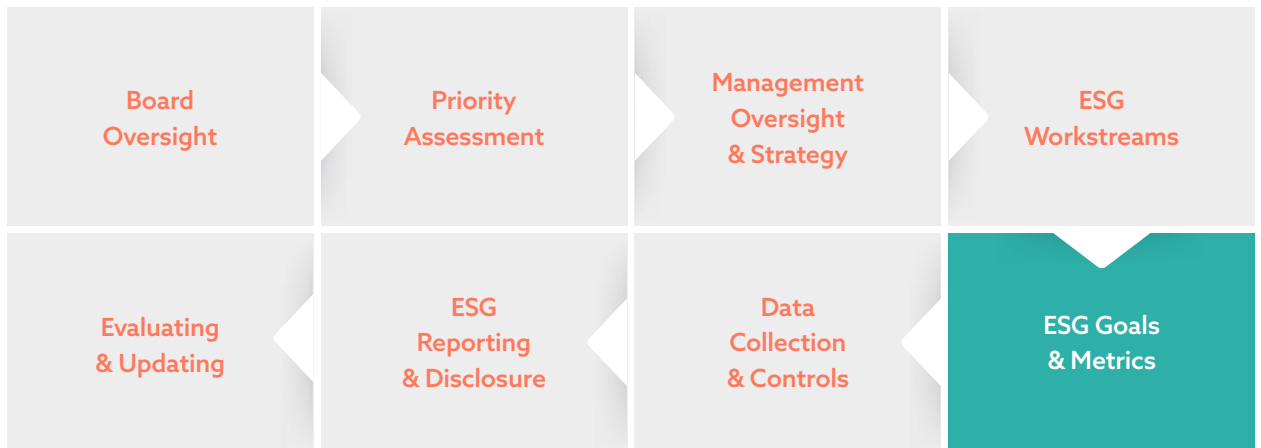 Board
Oversight
Priority
Assessment
Management
Oversight
& Strategy
ESG
Workstreams
Evaluating
& Updating
ESG
Reporting
& Disclosure
Data
Collection
& Controls
ESG Goals
& Metrics